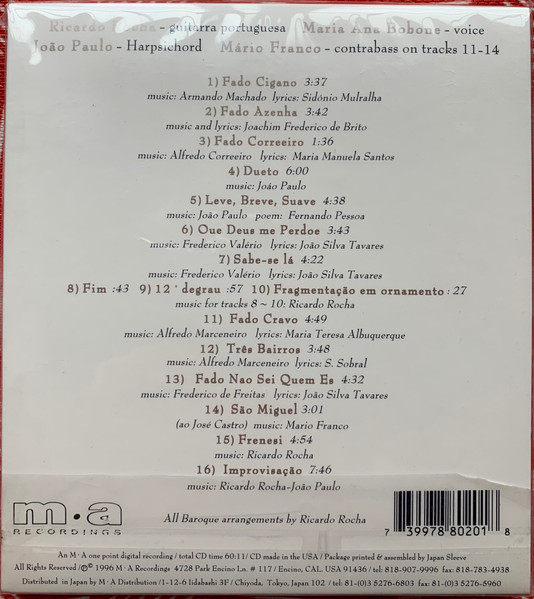 Ricardo Rocha - guitarra portuguesa Maria Ana Bobone - voice
João Paulo - Harpsichord Mário Franco - contrabass on tracks 11-14
1) Fado Cigano 3:37
music: Armando Machado lyrics: Sidónio Mulralha
2) Fado Azenha 3:42
music and lyrics: Joachim Frederico de Brito
3) Fado Correeiro 1:36
music: Alfredo Correeiro lyrics: Maria Manuela Santos
4) Dueto 6:00
music: João Paulo
5) Leve, Breve, Suave 4:38
music: João Paulo poem: Fernando Pessoa
6) Que Deus me Perdoe 3:43
music: Frederico Valério lyrics: João Silva Tavares
7) Sabe-se lá 4:22
music: Frederico Valério lyrics: João Silva Tavares
8) Fim :43 9) 12° degrau :57 10) Fragmentação em ornamento :27
music for tracks 8 ~ 10: Ricardo Rocha
11) Fado Cravo 4:49
music: Alfredo Marceneiro lyrics: Maria Teresa Albuquerque
12) Três Bairros 3:48
music: Alfredo Marceneiro lyrics: S. Sobral
13) Fado Nao Sei Quem Es 4:32
music: Frederico de Freitas lyrics: João Silva Tavares
14) São Miguel 3:01
(ao José Castro) music: Mario Franco
15) Frenesi 4:54
music: Ricardo Rocha
16) Improvisação 7:46
music: Ricardo Rocha-João Paulo
m·a
RECORDINGS
All Baroque arrangements by Ricardo Rocha
7 39978 80201 8
An M·A one point digital recording / total CD time 60:11/ CD made in the USA / Package printed & assembled by Japan Sleeve
All Rights Reserved /©℗ 1996 M·A Recordings 4728 Park Encino Ln. # 117 / Encino, CAL. USA 91436 / tel/ 818-907-9996 fax/ 818-783-4938
Distributed in Japan by M·A Distribution /1-12-6 Iidabashi 3F / Chiyoda, Tokyo, Japan 102 / tel/ 81-(0)3 5276-6803 fax/ 81-(0)3 5276-5960